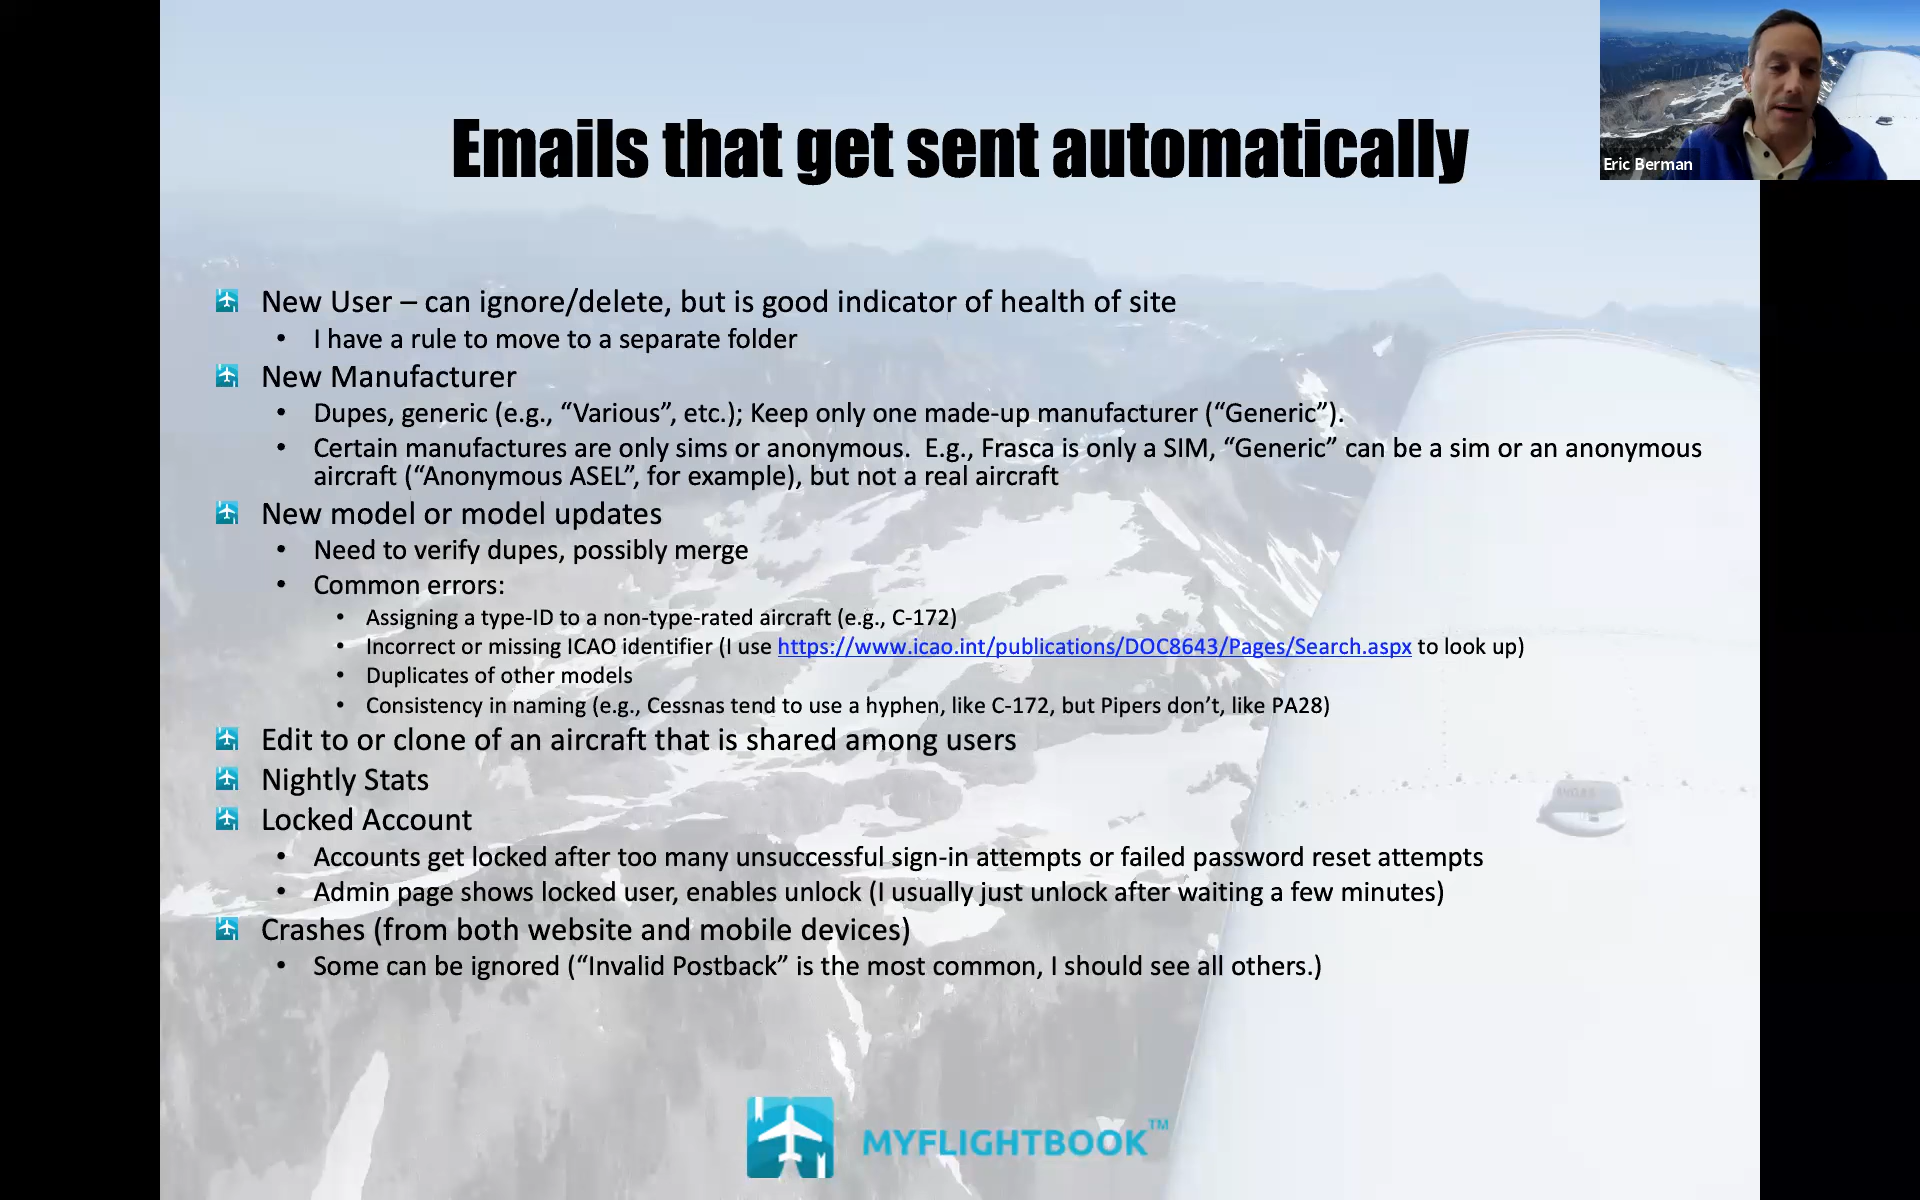 Emails that get sent automatically
Eric Berman
New User – can ignore/delete, but is good indicator of health of site
• I have a rule to move to a separate folder
New Manufacturer
• Dupes, generic (e.g., “Various”, etc.); Keep only one made-up manufacturer (“Generic”).
• Certain manufactures are only sims or anonymous.  E.g., Frasca is only a SIM, “Generic” can be a sim or an anonymous
aircraft (“Anonymous ASEL”, for example), but not a real aircraft
New model or model updates
• Need to verify dupes, possibly merge
• Common errors:
• Assigning a type-ID to a non-type-rated aircraft (e.g., C-172)
• Incorrect or missing ICAO identifier (I use https://www.icao.int/publications/DOC8643/Pages/Search.aspx to look up)
• Duplicates of other models
• Consistency in naming (e.g., Cessnas tend to use a hyphen, like C-172, but Pipers don’t, like PA28)
Edit to or clone of an aircraft that is shared among users
Nightly Stats
Locked Account
• Accounts get locked after too many unsuccessful sign-in attempts or failed password reset attempts
• Admin page shows locked user, enables unlock (I usually just unlock after waiting a few minutes)
Crashes (from both website and mobile devices)
• Some can be ignored (“Invalid Postback” is the most common, I should see all others.)
MYFLIGHTBOOK™